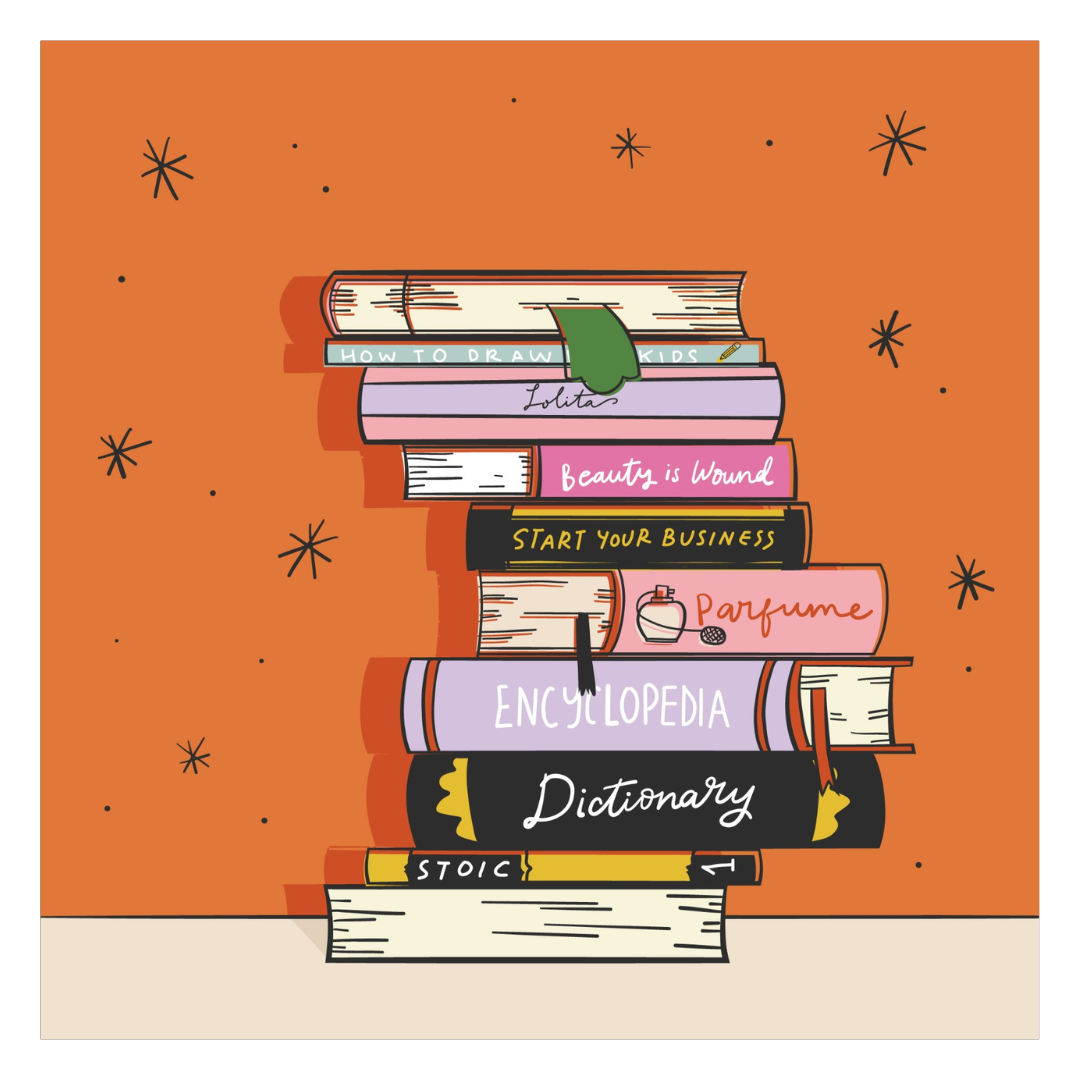 HOW TO DRAW KIDS
Lolita
Beauty is Wound
START YOUR BUSINESS
Parfume
ENCYCLOPEDIA
Dictionary
STOIC 1